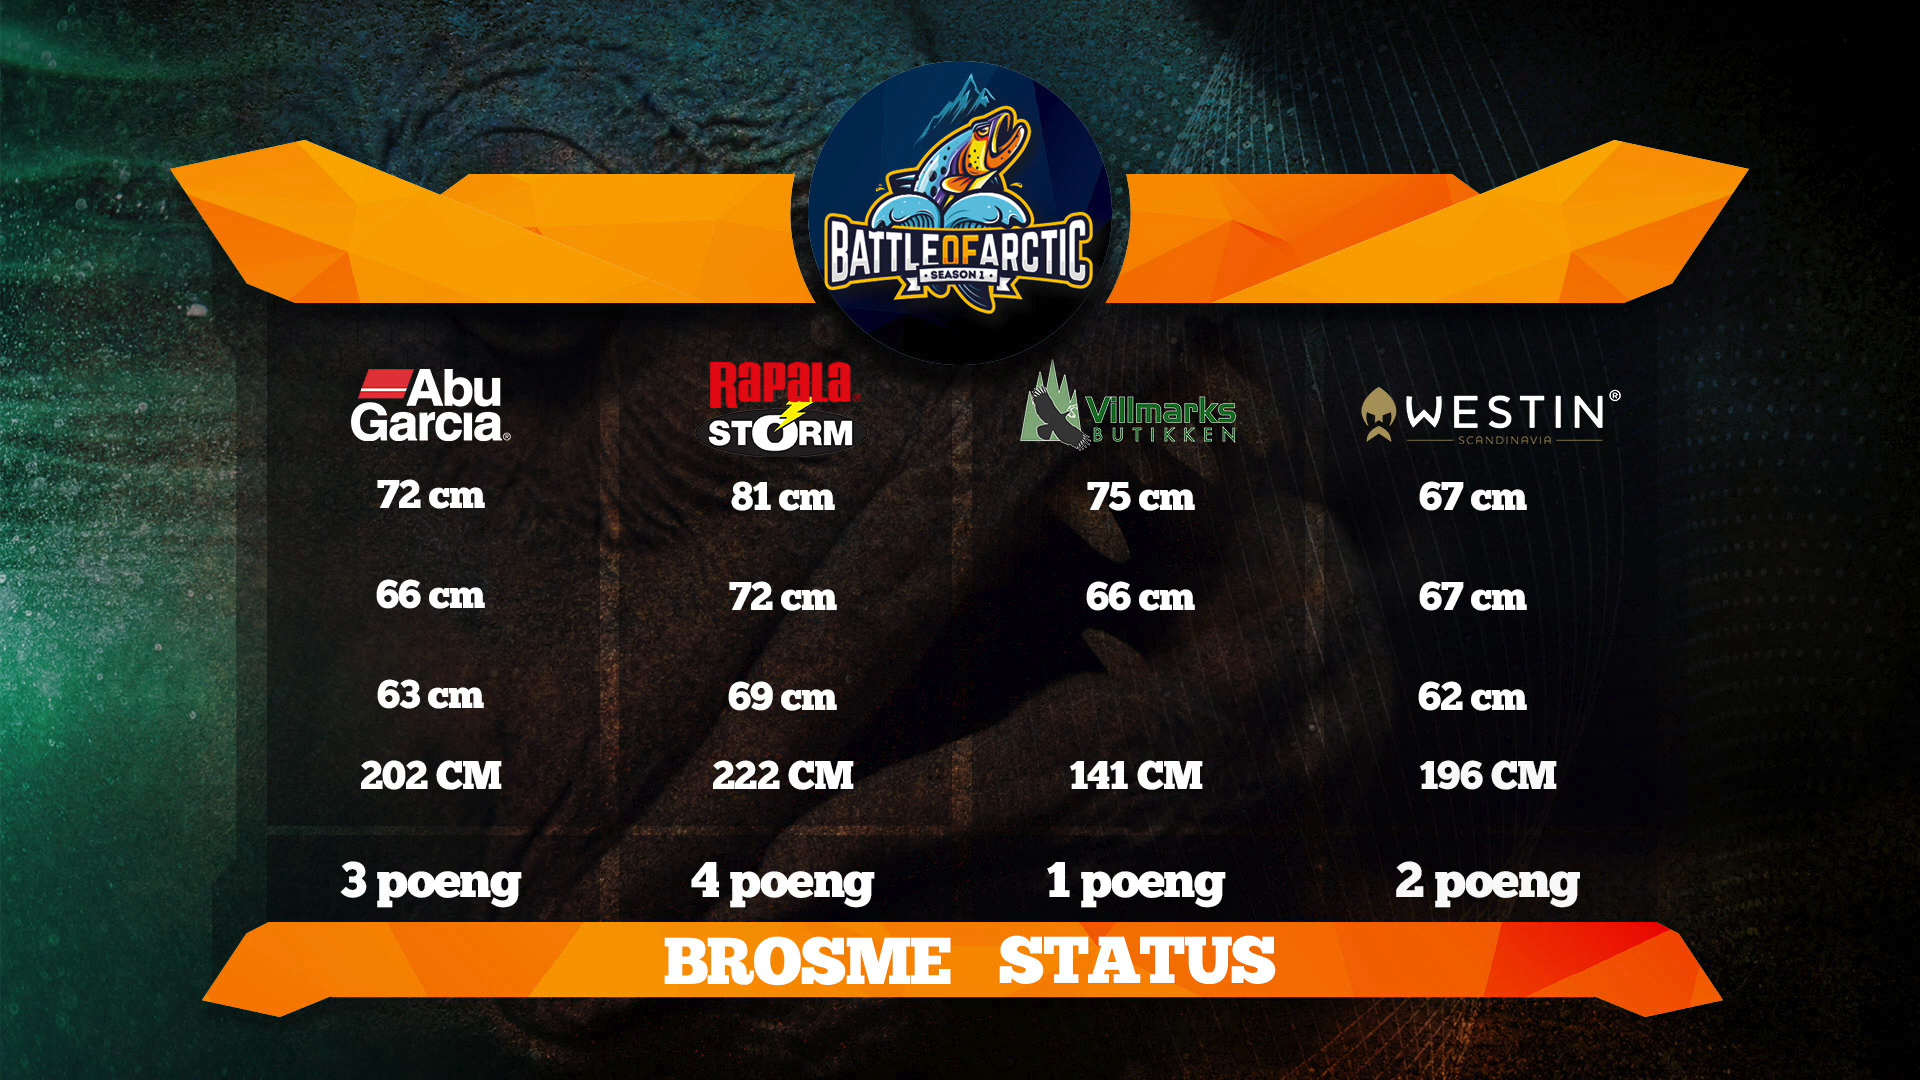 BATTLE OF ARCTIC
· SEASON 1 ·
Abu Garcia®
RAPALA® STORM
Villmarks BUTIKKEN
WESTIN® SCANDINAVIA
72 cm 81 cm 75 cm 67 cm
66 cm 72 cm 66 cm 67 cm
63 cm 69 cm 62 cm
202 CM 222 CM 141 CM 196 CM
3 poeng 4 poeng 1 poeng 2 poeng
BROSME STATUS